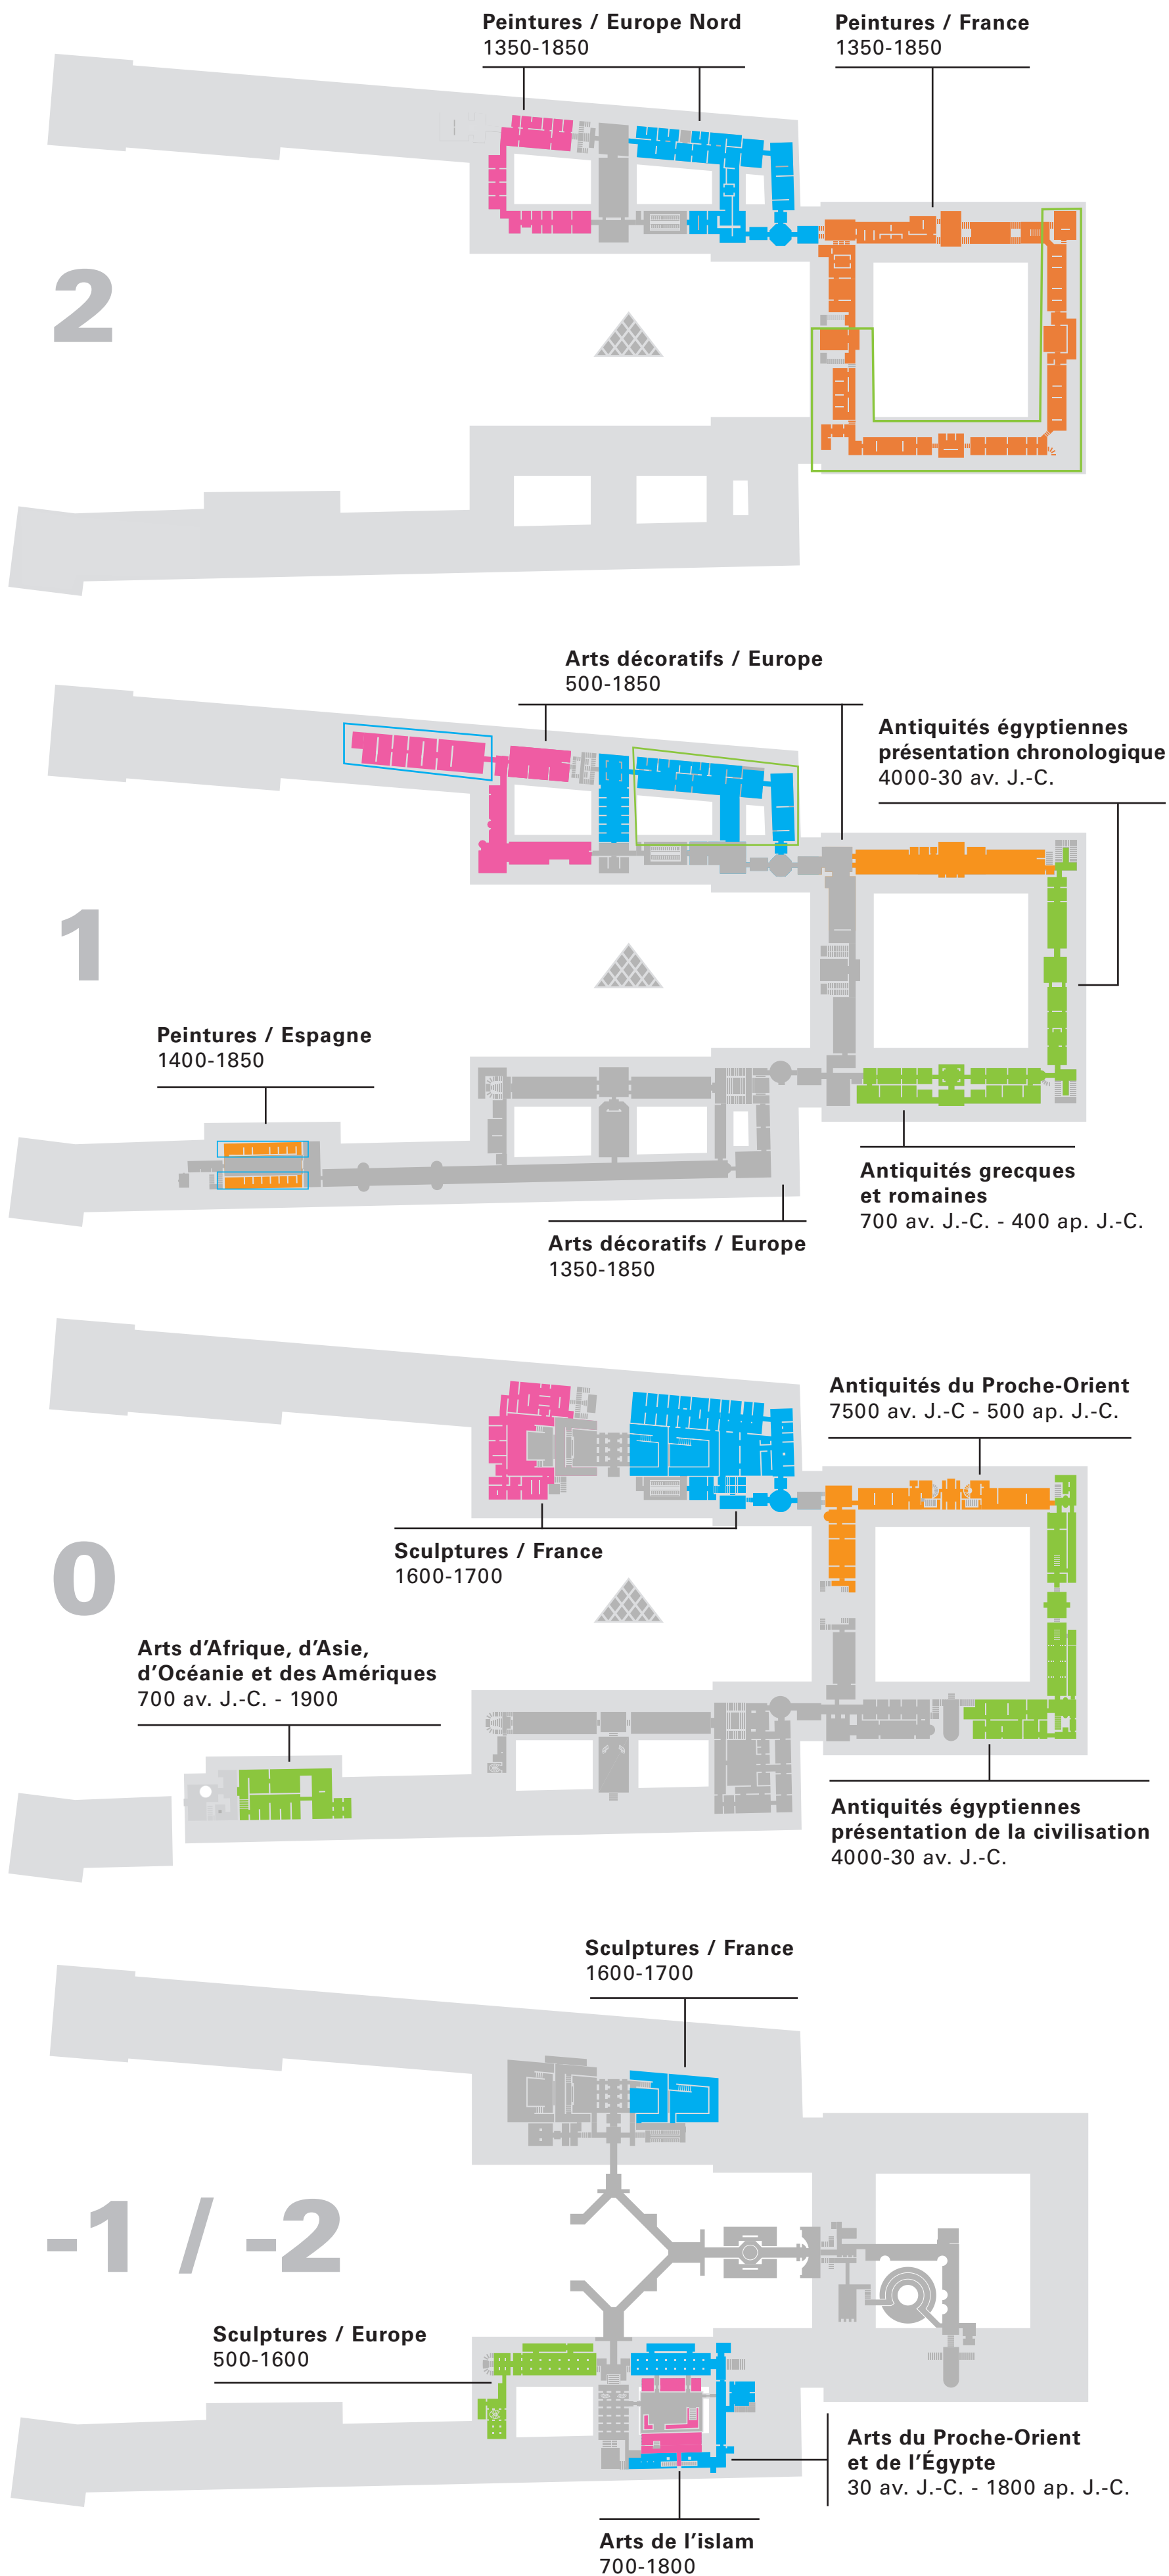 Peintures / Europe Nord
1350-1850
Peintures / France
1350-1850
2
Arts décoratifs / Europe
500-1850
Antiquités égyptiennes
présentation chronologique
4000-30 av. J.-C.
1
Peintures / Espagne
1400-1850
Antiquités grecques
et romaines
700 av. J.-C. - 400 ap. J.-C.
Arts décoratifs / Europe
1350-1850
Antiquités du Proche-Orient
7500 av. J.-C - 500 ap. J.-C.
Sculptures / France
1600-1700
0
Arts d'Afrique, d'Asie,
d'Océanie et des Amériques
700 av. J.-C. - 1900
Antiquités égyptiennes
présentation de la civilisation
4000-30 av. J.-C.
Sculptures / France
1600-1700
-1 / -2
Sculptures / Europe
500-1600
Arts du Proche-Orient
et de l'Égypte
30 av. J.-C. - 1800 ap. J.-C.
Arts de l'islam
700-1800